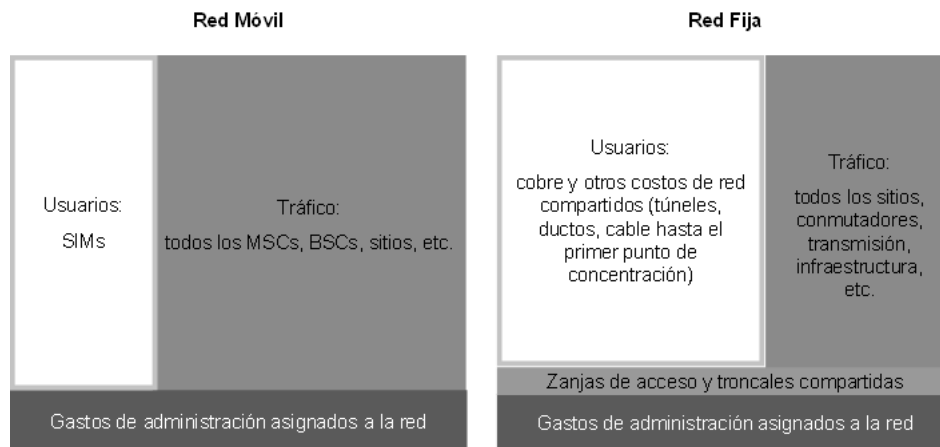 Red Móvil
Usuarios:
SIMs
Tráfico:
todos los MSCs, BSCs, sitios, etc.
Gastos de administración asignados a la red
Red Fija
Usuarios:
cobre y otros costos de red
compartidos (túneles,
ductos, cable hasta el
primer punto de
concentración)
Tráfico:
todos los sitios,
conmutadores,
transmisión,
infraestructura,
etc.
Zanjas de acceso y troncales compartidas
Gastos de administración asignados a la red